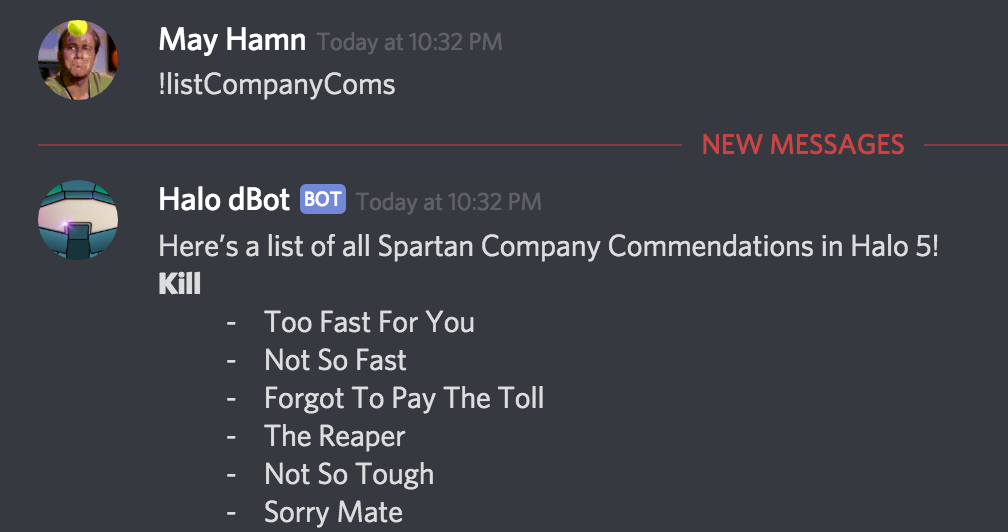 May Hamn Today at 10:32 PM
!listCompanyComs
NEW MESSAGES
Halo dBot BOT Today at 10:32 PM
Here's a list of all Spartan Company Commendations in Halo 5!
Kill
- Too Fast For You
- Not So Fast
- Forgot To Pay The Toll
- The Reaper
- Not So Tough
- Sorry Mate